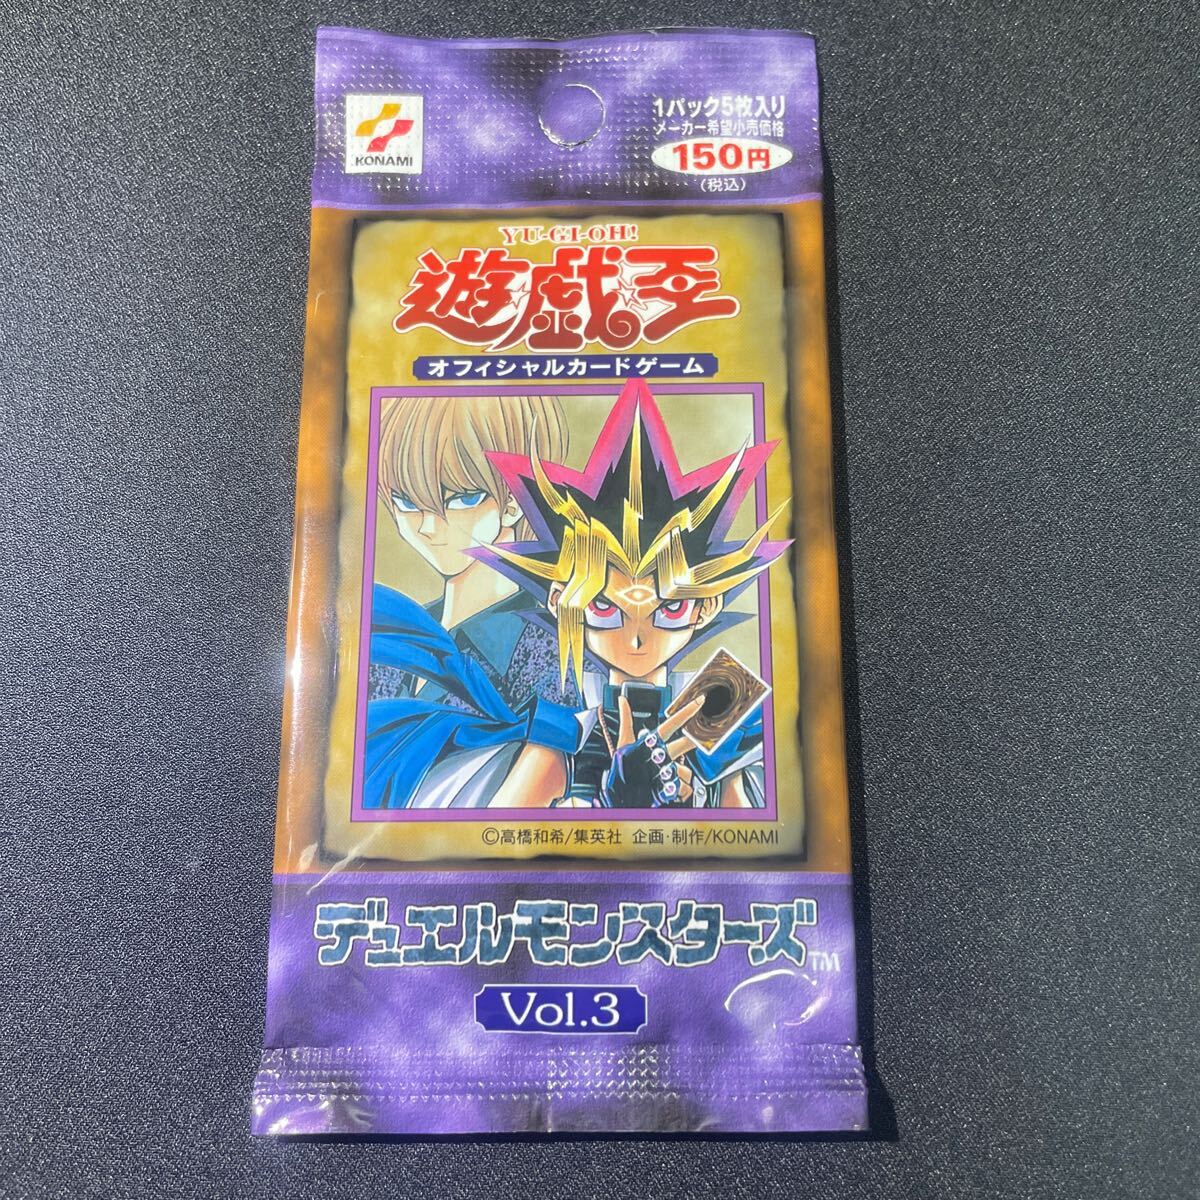 KONAMI
1パック5枚入り
メーカー希望小売価格
150円
(税込)
YU-GI-OH!
遊☆戯☆王
オフィシャルカードゲーム
©高橋和希/集英社 企画・制作/KONAMI
デュエルモンスターズ™
Vol.3